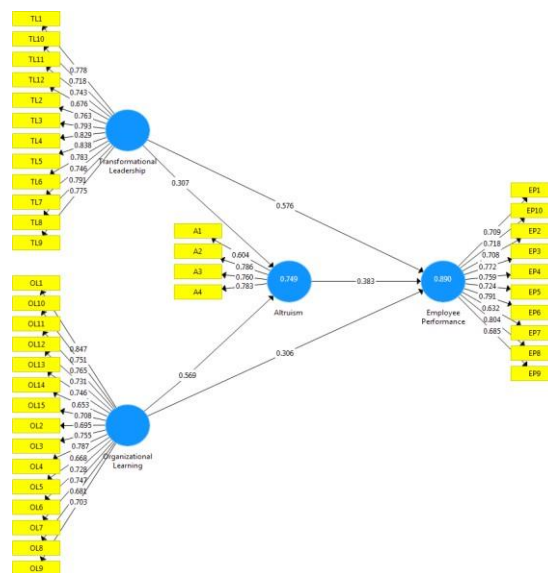 TL1
TL10
TL11
TL12
TL2
TL3
TL4
TL5
TL6
TL7
TL8
TL9
0.778
0.718
0.743
0.676
0.763
0.793
0.829
0.838
0.783
0.746
0.791
0.775
Transformational
Leadership
0.307
0.576
A1
A2
A3
A4
0.604
0.786
0.760
0.783
0.749
Altruism
0.383
0.890
Employee
Performance
EP1
EP10
EP2
EP3
EP4
EP5
EP6
EP7
EP8
EP9
0.709
0.718
0.708
0.772
0.759
0.724
0.791
0.632
0.804
0.685
0.569
0.306
OL1
OL10
OL11
OL12
OL13
OL14
OL15
OL2
OL3
OL4
OL5
OL6
OL7
OL8
OL9
0.847
0.751
0.765
0.731
0.746
0.653
0.708
0.695
0.755
0.787
0.668
0.728
0.747
0.681
0.703
Organizational
Learning